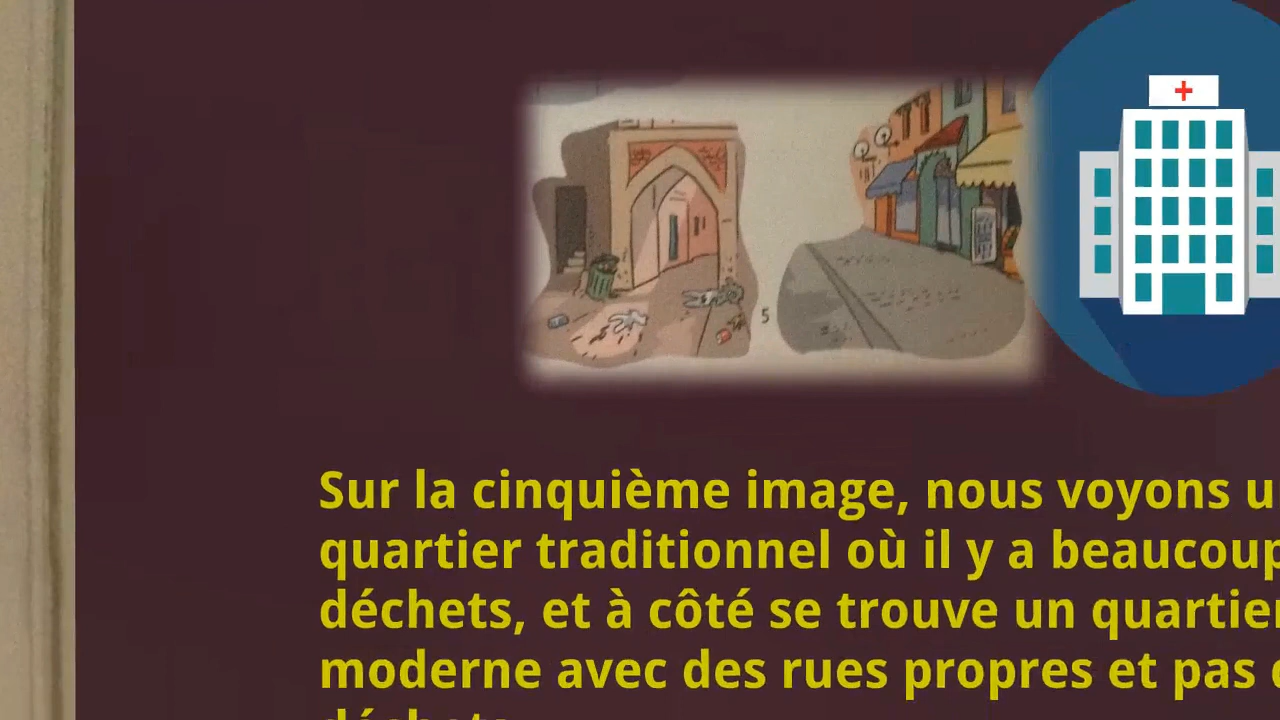 5
Sur la cinquième image, nous voyons u
quartier traditionnel où il y a beaucoup
déchets, et à côté se trouve un quartier
moderne avec des rues propres et pas